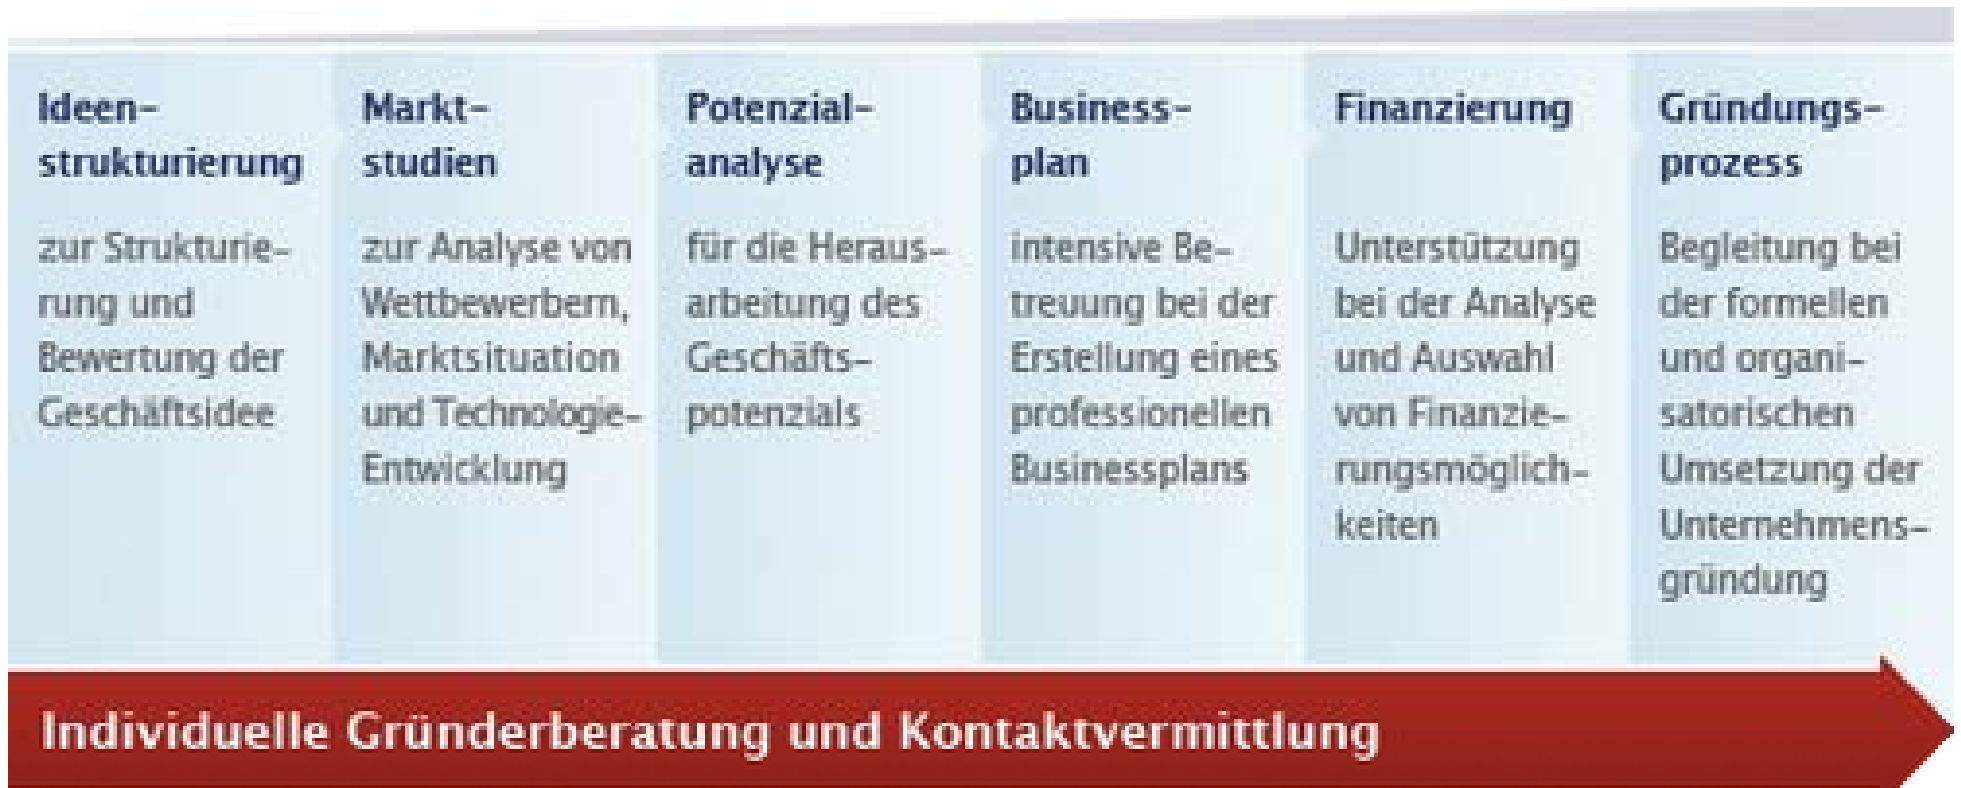 Ideen-
strukturierung
zur Strukturie-
rung und
Bewertung der
Geschäftsidee
Markt-
studien
zur Analyse von
Wettbewerbern,
Marktsituation
und Technologie-
Entwicklung
Potenzial-
analyse
für die Heraus-
arbeitung des
Geschäfts-
potenzials
Business-
plan
intensive Be-
treuung bei der
Erstellung eines
professionellen
Businessplans
Finanzierung
Unterstützung
bei der Analyse
und Auswahl
von Finanzie-
rungsmöglich-
keiten
Gründungs-
prozess
Begleitung bei
der formellen
und organi-
satorischen
Umsetzung der
Unternehmens-
gründung
Individuelle Gründerberatung und Kontaktvermittlung